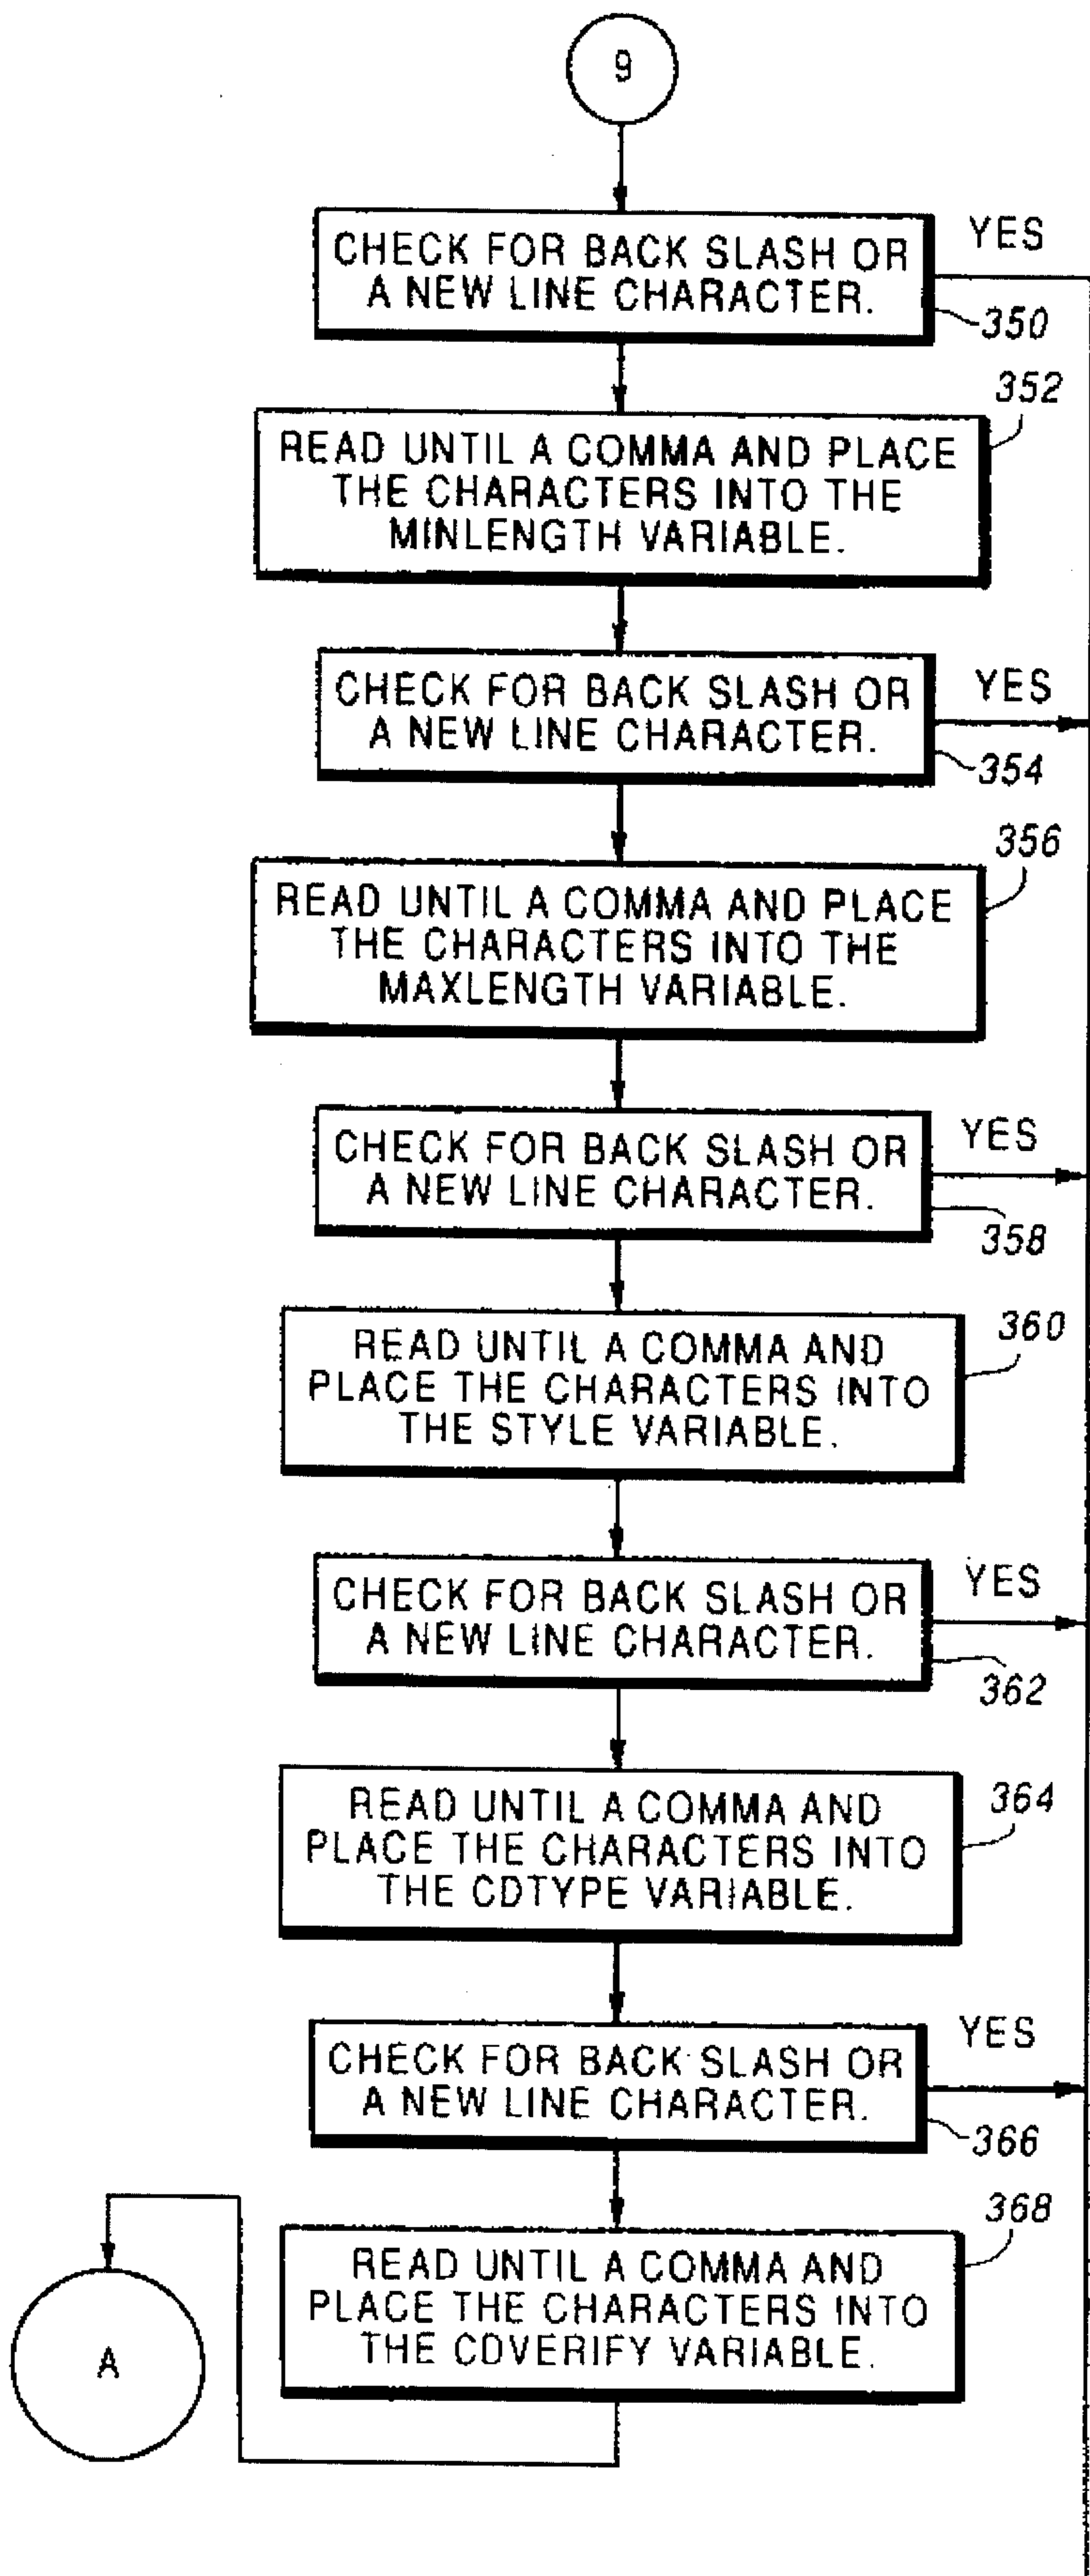 9
CHECK FOR BACK SLASH OR
A NEW LINE CHARACTER.
YES
350
352
READ UNTIL A COMMA AND PLACE
THE CHARACTERS INTO THE
MINLENGTH VARIABLE.
CHECK FOR BACK SLASH OR
A NEW LINE CHARACTER.
YES
354
356
READ UNTIL A COMMA AND PLACE
THE CHARACTERS INTO THE
MAXLENGTH VARIABLE.
CHECK FOR BACK SLASH OR
A NEW LINE CHARACTER.
YES
358
360
READ UNTIL A COMMA AND
PLACE THE CHARACTERS INTO
THE STYLE VARIABLE.
CHECK FOR BACK SLASH OR
A NEW LINE CHARACTER.
YES
362
364
READ UNTIL A COMMA AND
PLACE THE CHARACTERS INTO
THE CDTYPE VARIABLE.
CHECK FOR BACK SLASH OR
A NEW LINE CHARACTER.
YES
366
368
READ UNTIL A COMMA AND
PLACE THE CHARACTERS INTO
THE CDVERIFY VARIABLE.
A